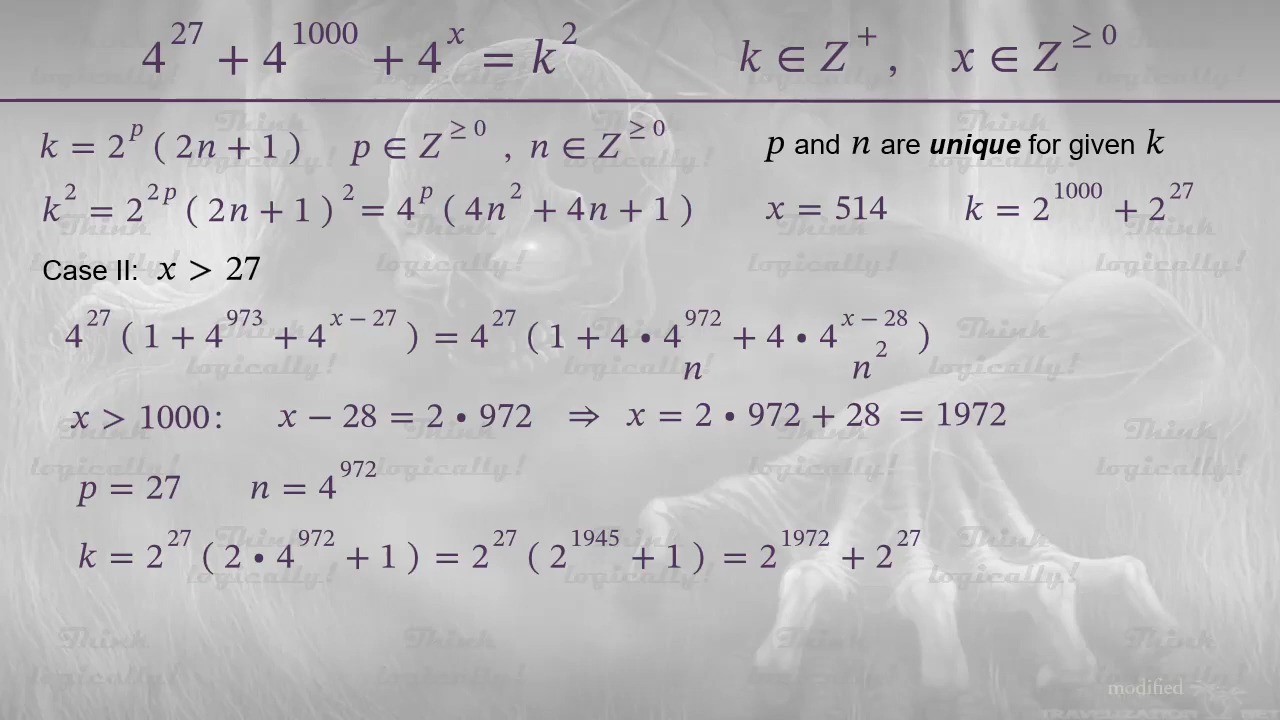 4^27 + 4^1000 + 4^x = k^2    k ∈ Z^+ ,    x ∈ Z^≥0
k = 2^p ( 2n + 1 )    p ∈ Z^≥0 , n ∈ Z^≥0    p and n are unique for given k
k^2 = 2^2p ( 2n + 1 )^2 = 4^p ( 4n^2 + 4n + 1 )    x = 514    k = 2^1000 + 2^27
Case II: x > 27
4^27 ( 1 + 4^973 + 4^x − 27 ) = 4^27 ( 1 + 4 • 4^972 + 4 • 4^x − 28 )
n    n^2
x > 1000:    x − 28 = 2 • 972    ⇒    x = 2 • 972 + 28 = 1972
p = 27    n = 4^972
k = 2^27 ( 2 • 4^972 + 1 ) = 2^27 ( 2^1945 + 1 ) = 2^1972 + 2^27
Think logically!
modified